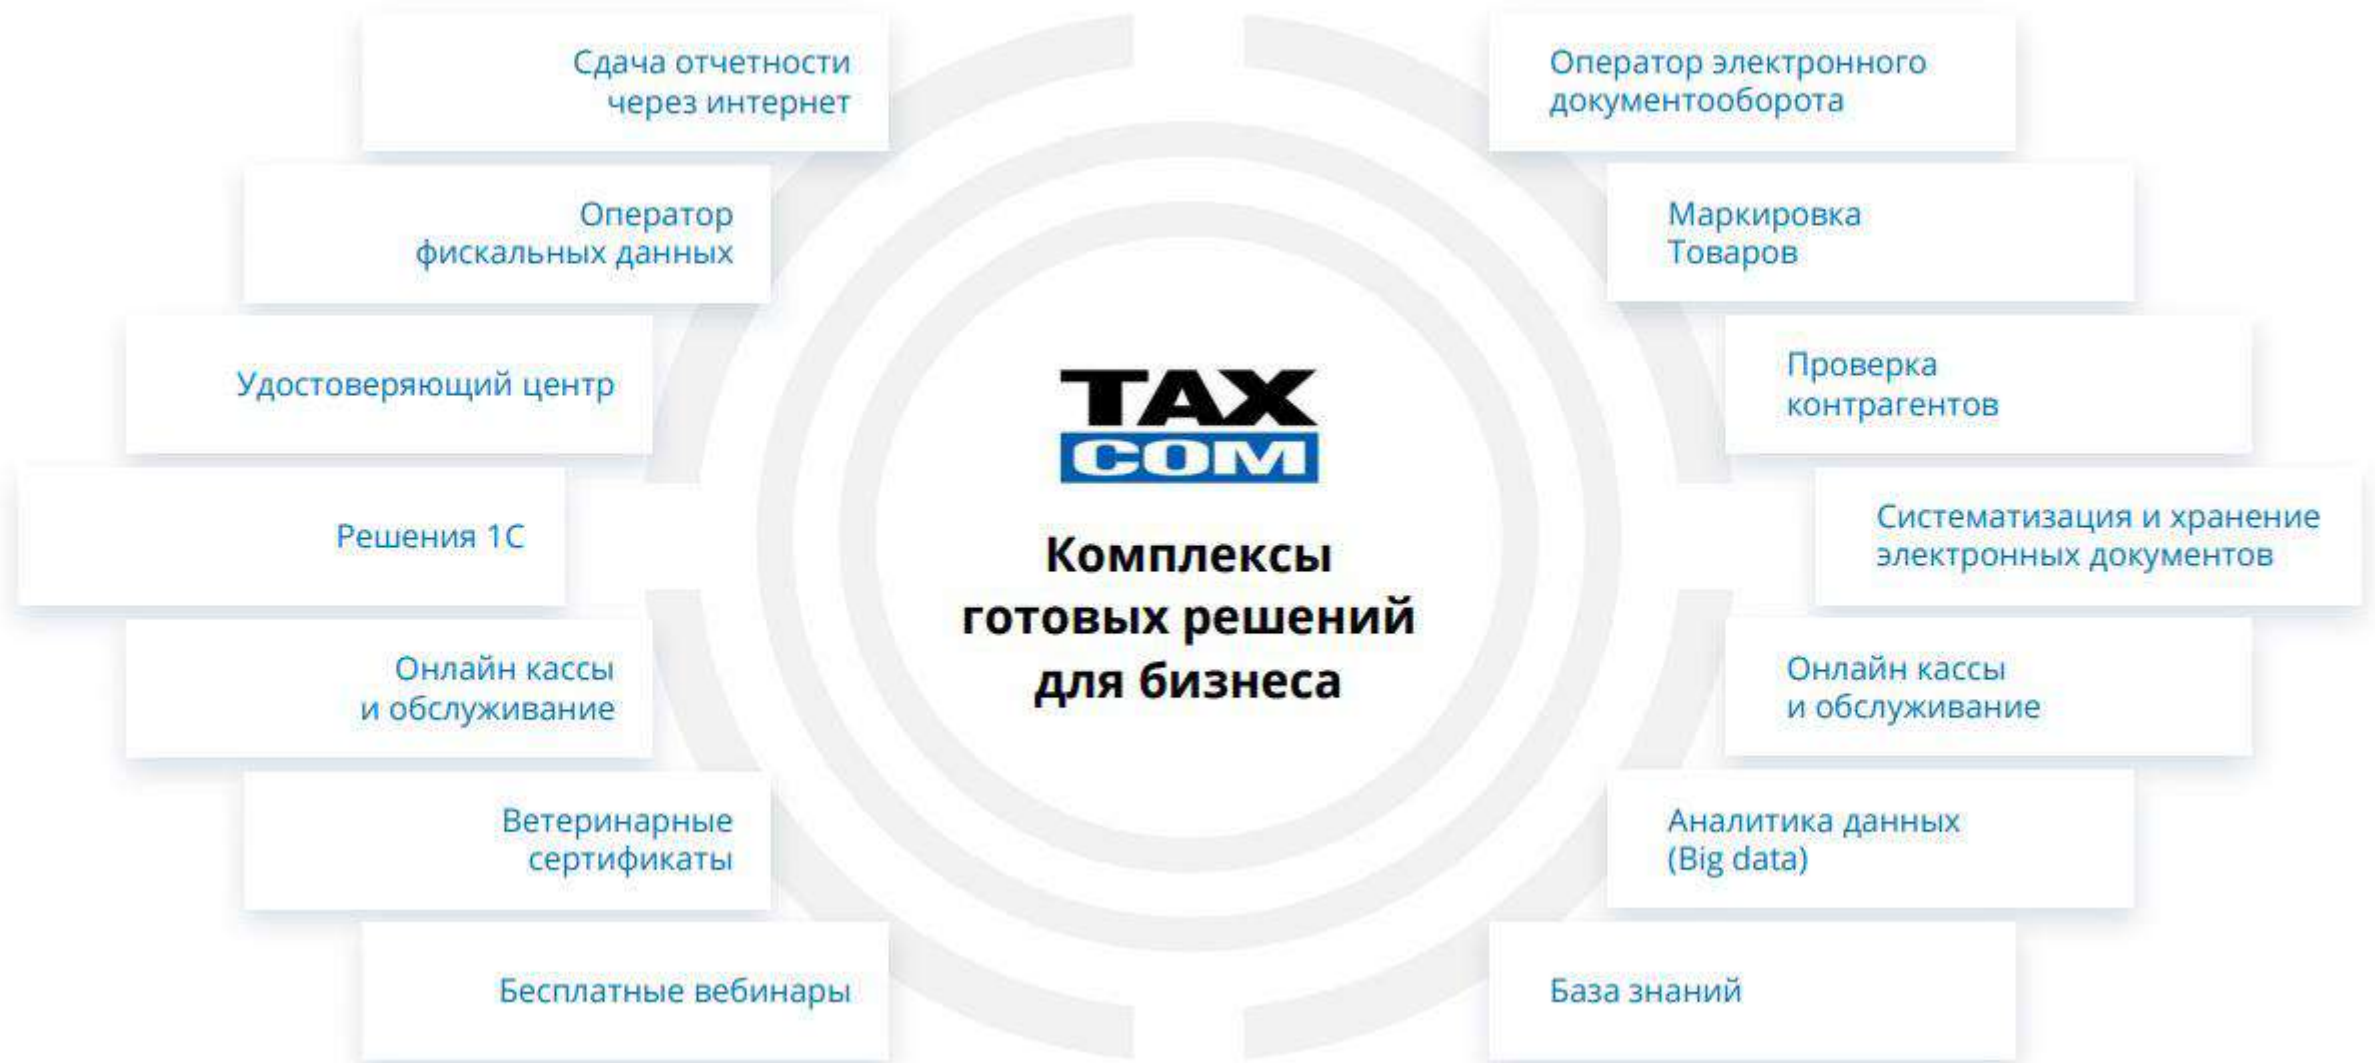 Сдача отчетности
через интернет
Оператор
фискальных данных
Удостоверяющий центр
Решения 1С
Онлайн кассы
и обслуживание
Ветеринарные
сертификаты
Бесплатные вебинары
TAX
COM
Комплексы
готовых решений
для бизнеса
Оператор электронного
документооборота
Маркировка
Товаров
Проверка
контрагентов
Систематизация и хранение
электронных документов
Онлайн кассы
и обслуживание
Аналитика данных
(Big data)
База знаний